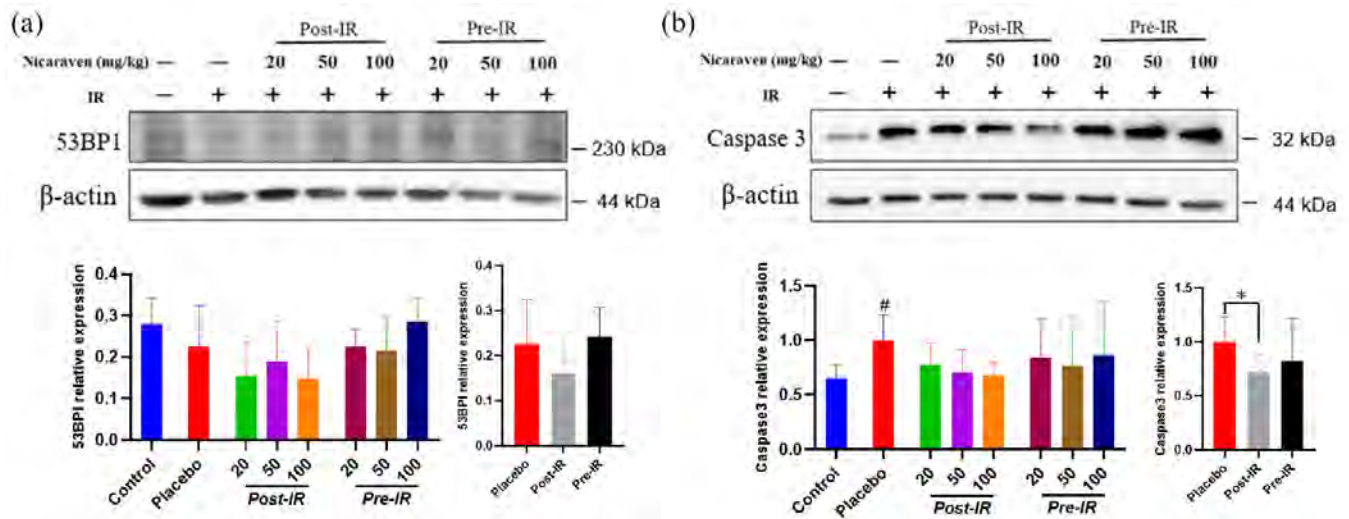 (a)
Post-IR Pre-IR
Nicaraven (mg/kg) — — 20 50 100 20 50 100
IR — + + + + + + +
53BP1 — 230 kDa
β-actin — 44 kDa
53BPI relative expression
0.4
0.3
0.2
0.1
0.0
Control Placebo 20 50 100 20 50 100
Post-IR Pre-IR
53BPI relative expression
0.4
0.3
0.2
0.1
0.0
Placebo Post-IR Pre-IR
(b)
Post-IR Pre-IR
Nicaraven (mg/kg) — — 20 50 100 20 50 100
IR — + + + + + + +
Caspase 3 — 32 kDa
β-actin — 44 kDa
Caspase3 relative expression
1.5
1.0
0.5
0.0
#
Control Placebo 20 50 100 20 50 100
Post-IR Pre-IR
Caspase3 relative expression
1.5
1.0
0.5
0.0
*
Placebo Post-IR Pre-IR